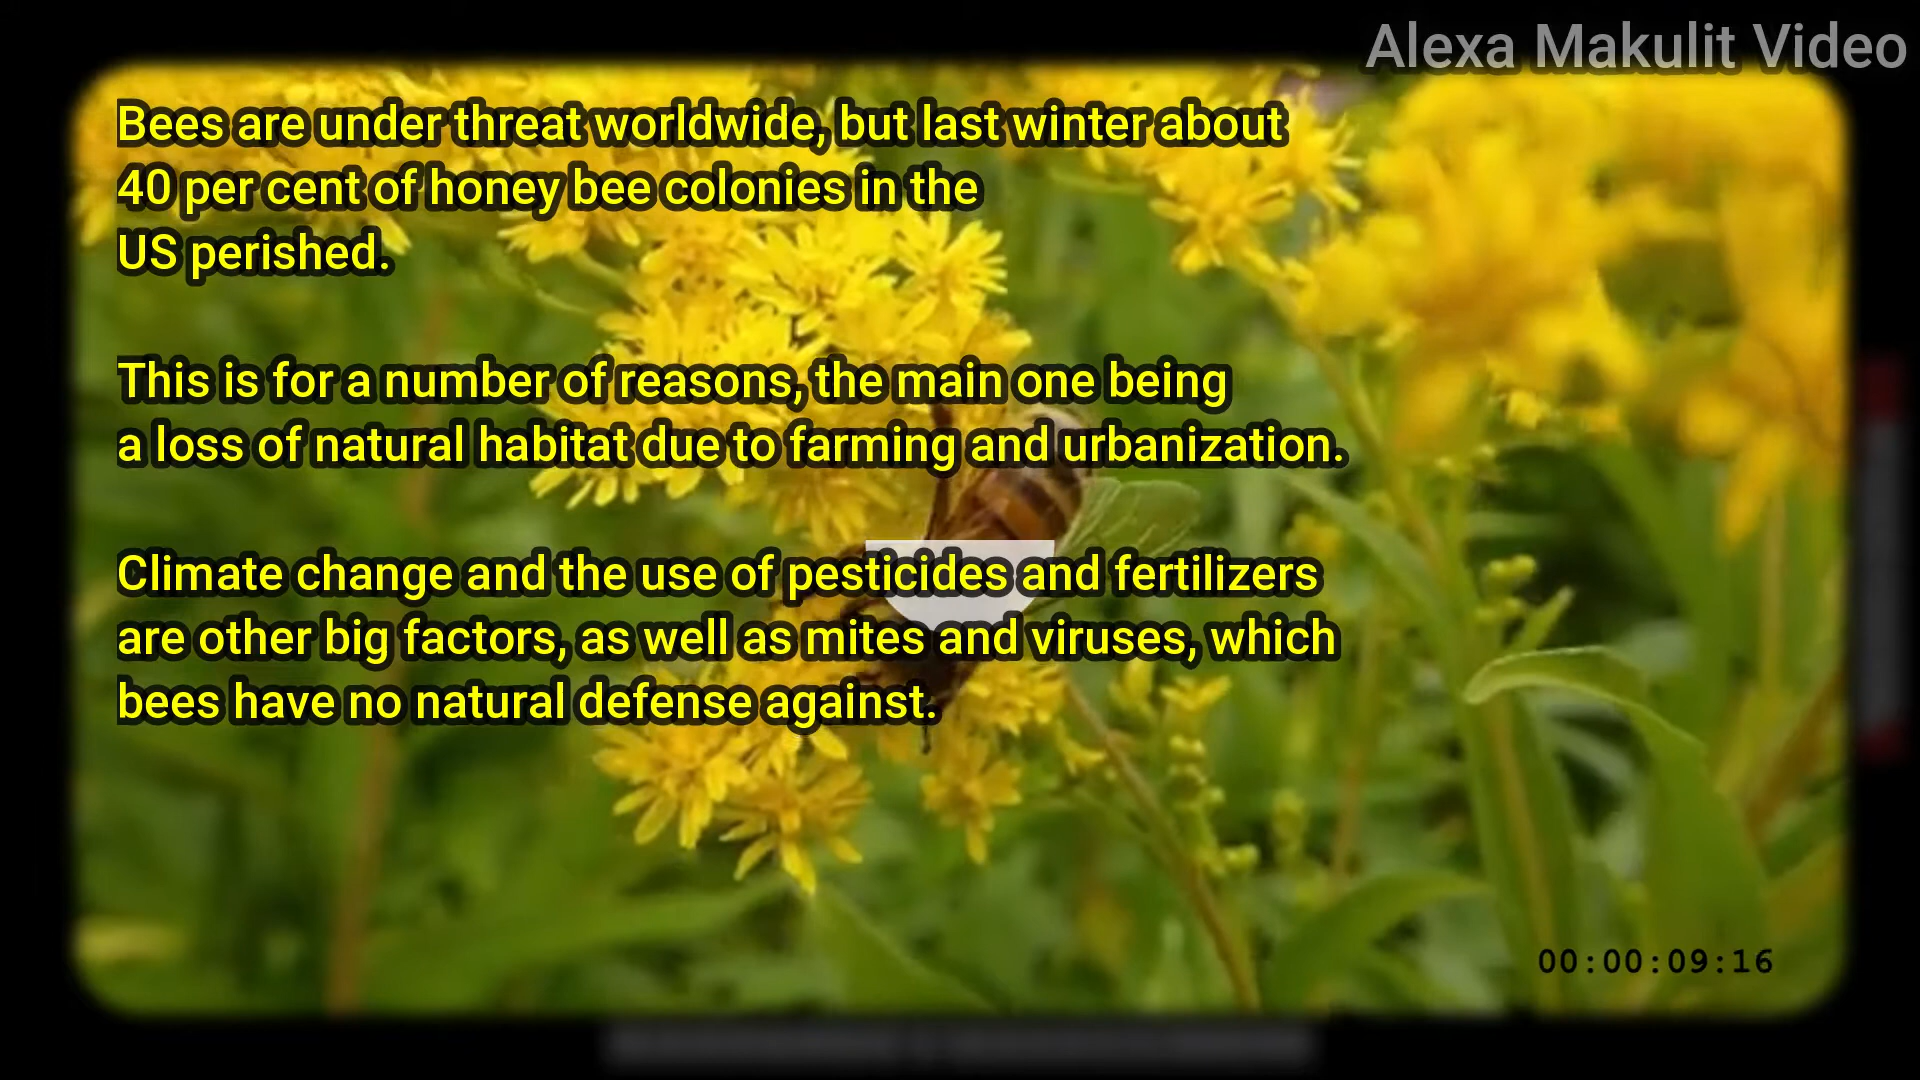 Alexa Makulit Video
Bees are under threat worldwide, but last winter about
40 per cent of honey bee colonies in the
US perished.
This is for a number of reasons, the main one being
a loss of natural habitat due to farming and urbanization.
Climate change and the use of pesticides and fertilizers
are other big factors, as well as mites and viruses, which
bees have no natural defense against.
00:00:09:16